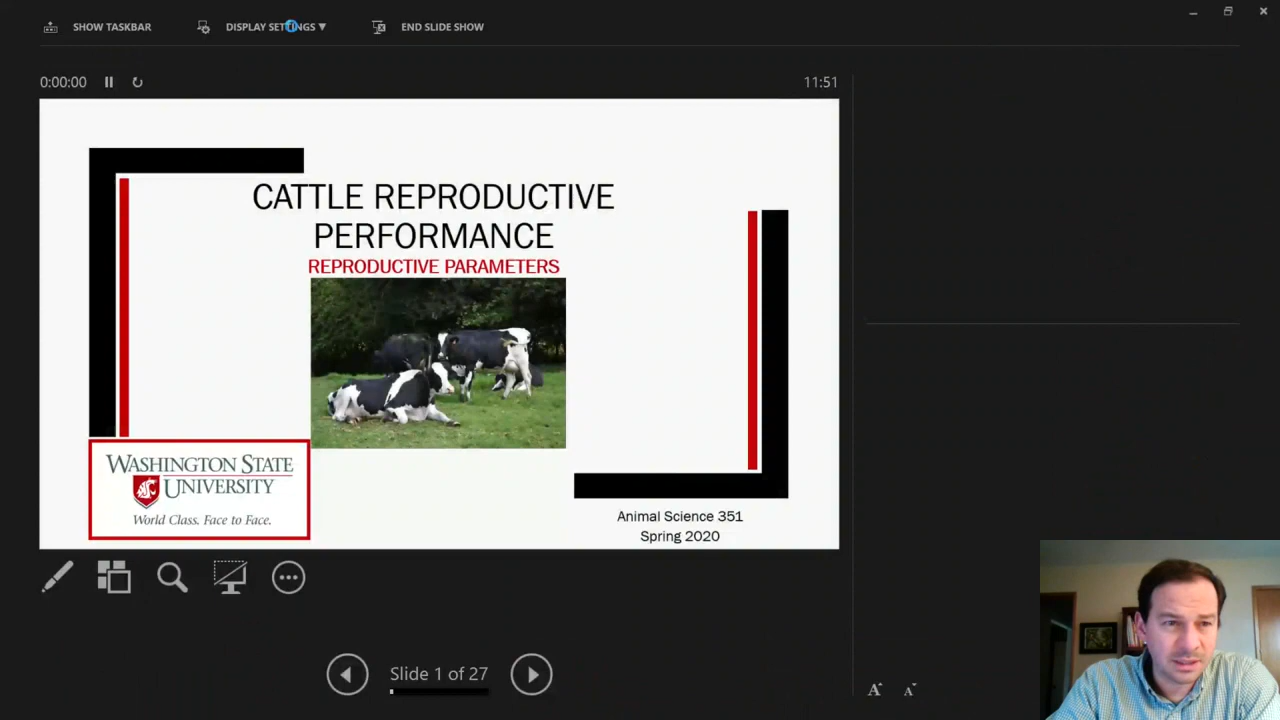 SHOW TASKBAR
DISPLAY SETTINGS ▼
END SLIDE SHOW
0:00:00
11:51
CATTLE REPRODUCTIVE
PERFORMANCE
REPRODUCTIVE PARAMETERS
WASHINGTON STATE
UNIVERSITY
World Class. Face to Face.
Animal Science 351
Spring 2020
Slide 1 of 27
A A